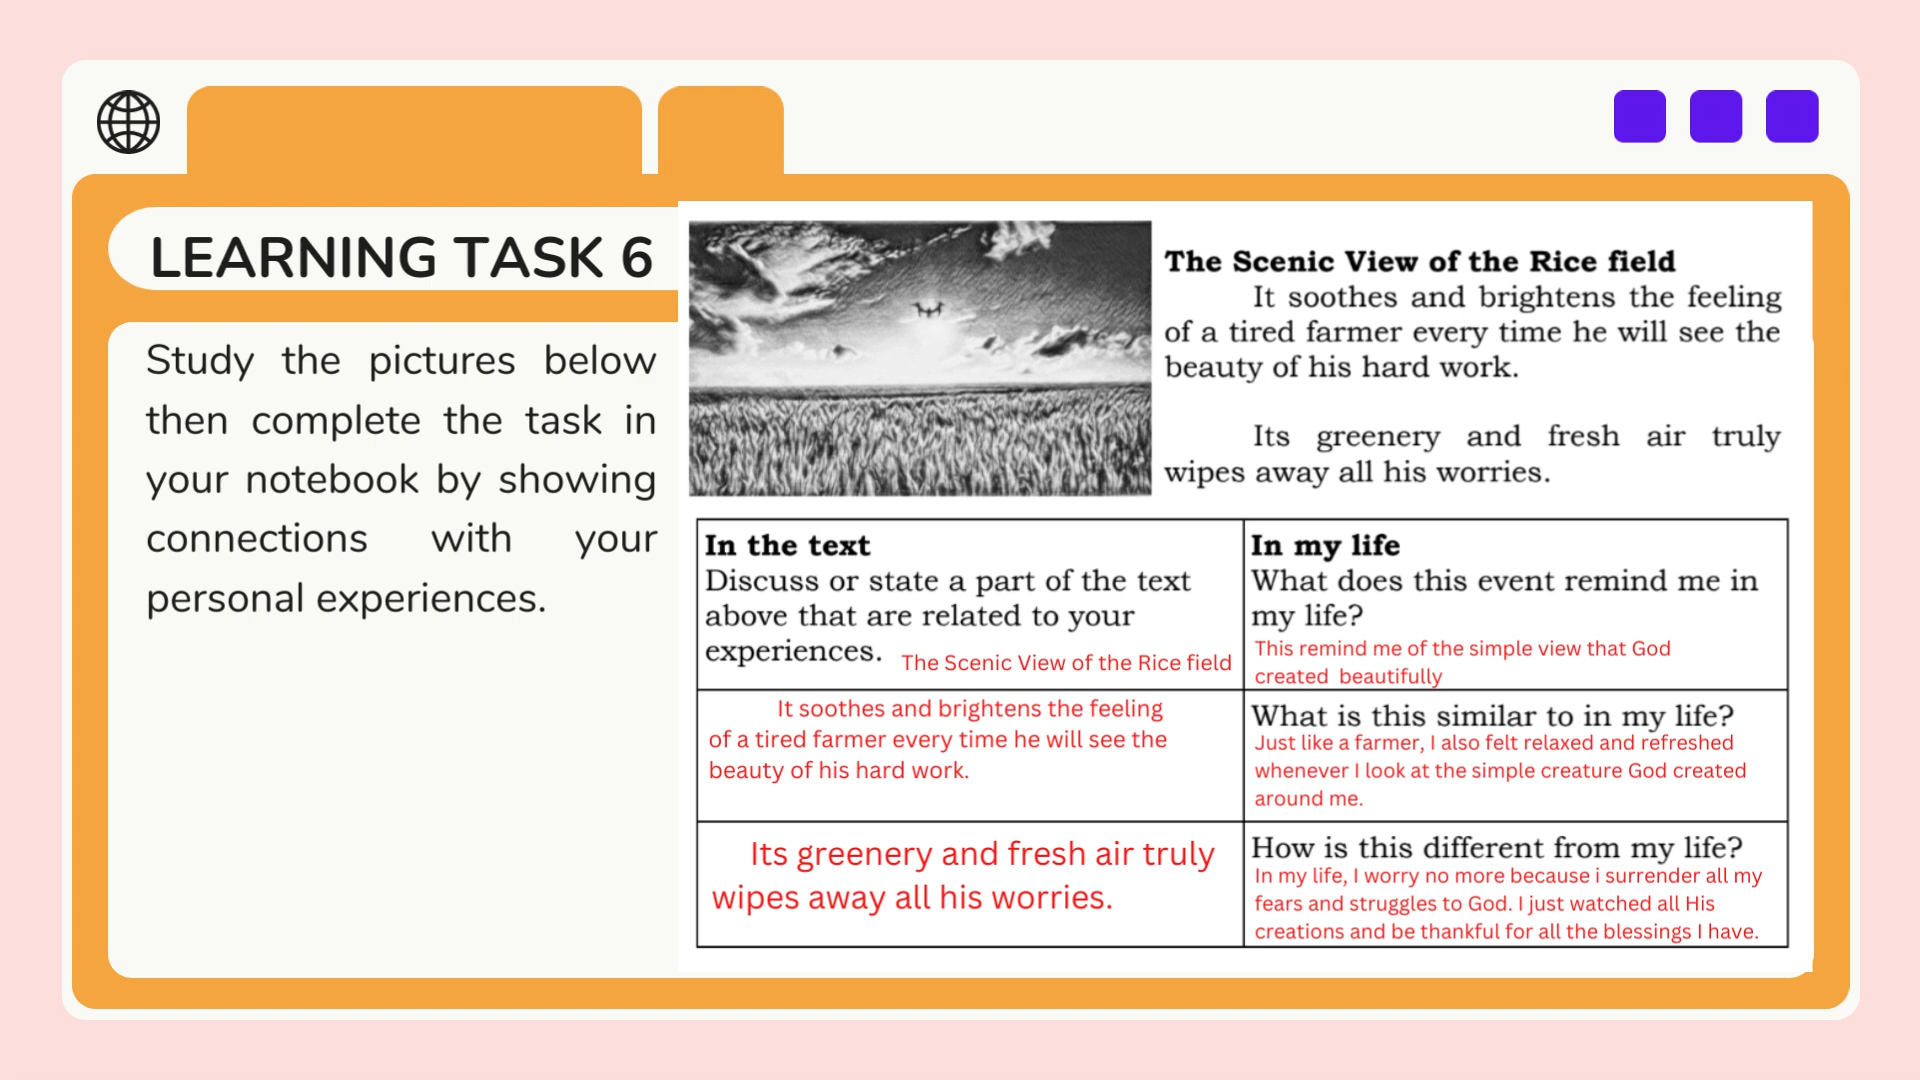 LEARNING TASK 6
Study the pictures below
then complete the task in
your notebook by showing
connections with your
personal experiences.
The Scenic View of the Rice field
It soothes and brightens the feeling
of a tired farmer every time he will see the
beauty of his hard work.
Its greenery and fresh air truly
wipes away all his worries.
In the text
Discuss or state a part of the text
above that are related to your
experiences. The Scenic View of the Rice field
In my life
What does this event remind me in
my life?
This remind me of the simple view that God
created beautifully
It soothes and brightens the feeling
of a tired farmer every time he will see the
beauty of his hard work.
What is this similar to in my life?
Just like a farmer, I also felt relaxed and refreshed
whenever I look at the simple creature God created
around me.
Its greenery and fresh air truly
wipes away all his worries.
How is this different from my life?
In my life, I worry no more because i surrender all my
fears and struggles to God. I just watched all His
creations and be thankful for all the blessings I have.